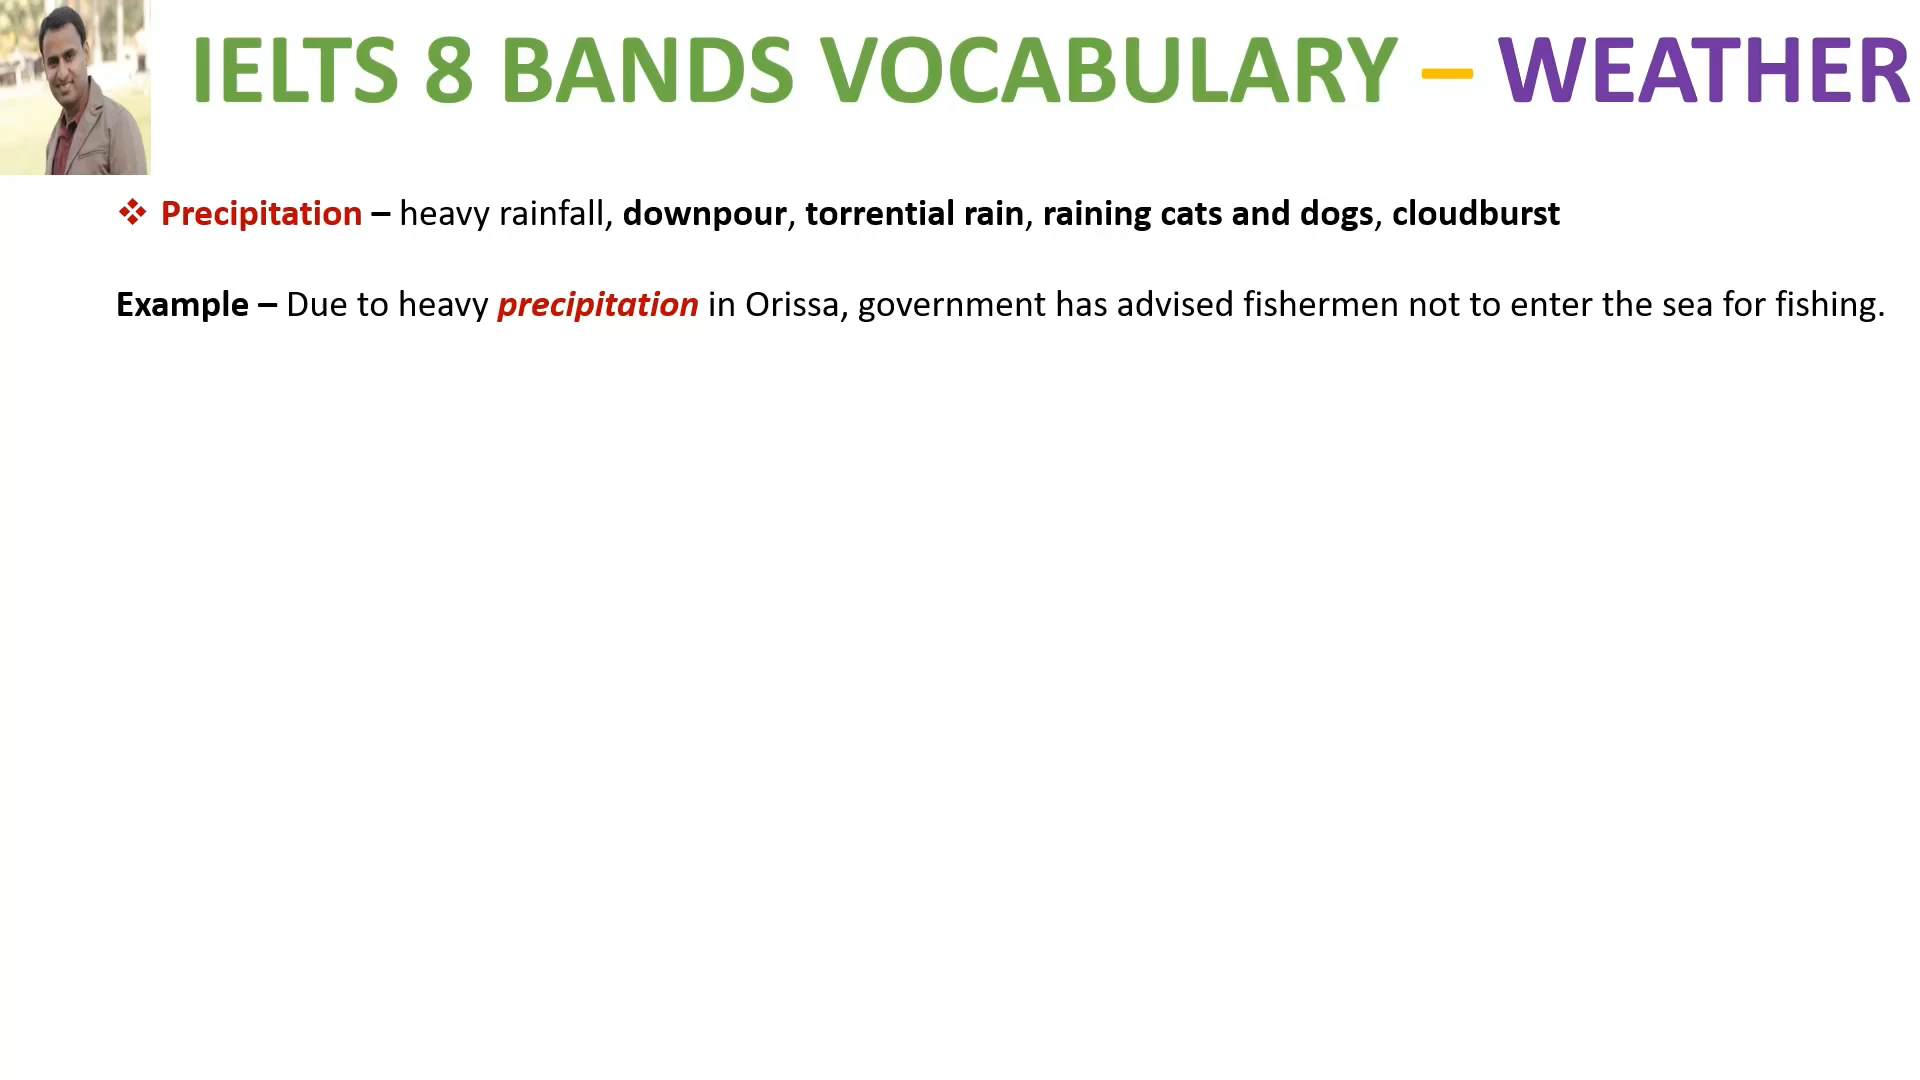 IELTS 8 BANDS VOCABULARY – WEATHER
❖ Precipitation – heavy rainfall, downpour, torrential rain, raining cats and dogs, cloudburst
Example – Due to heavy precipitation in Orissa, government has advised fishermen not to enter the sea for fishing.